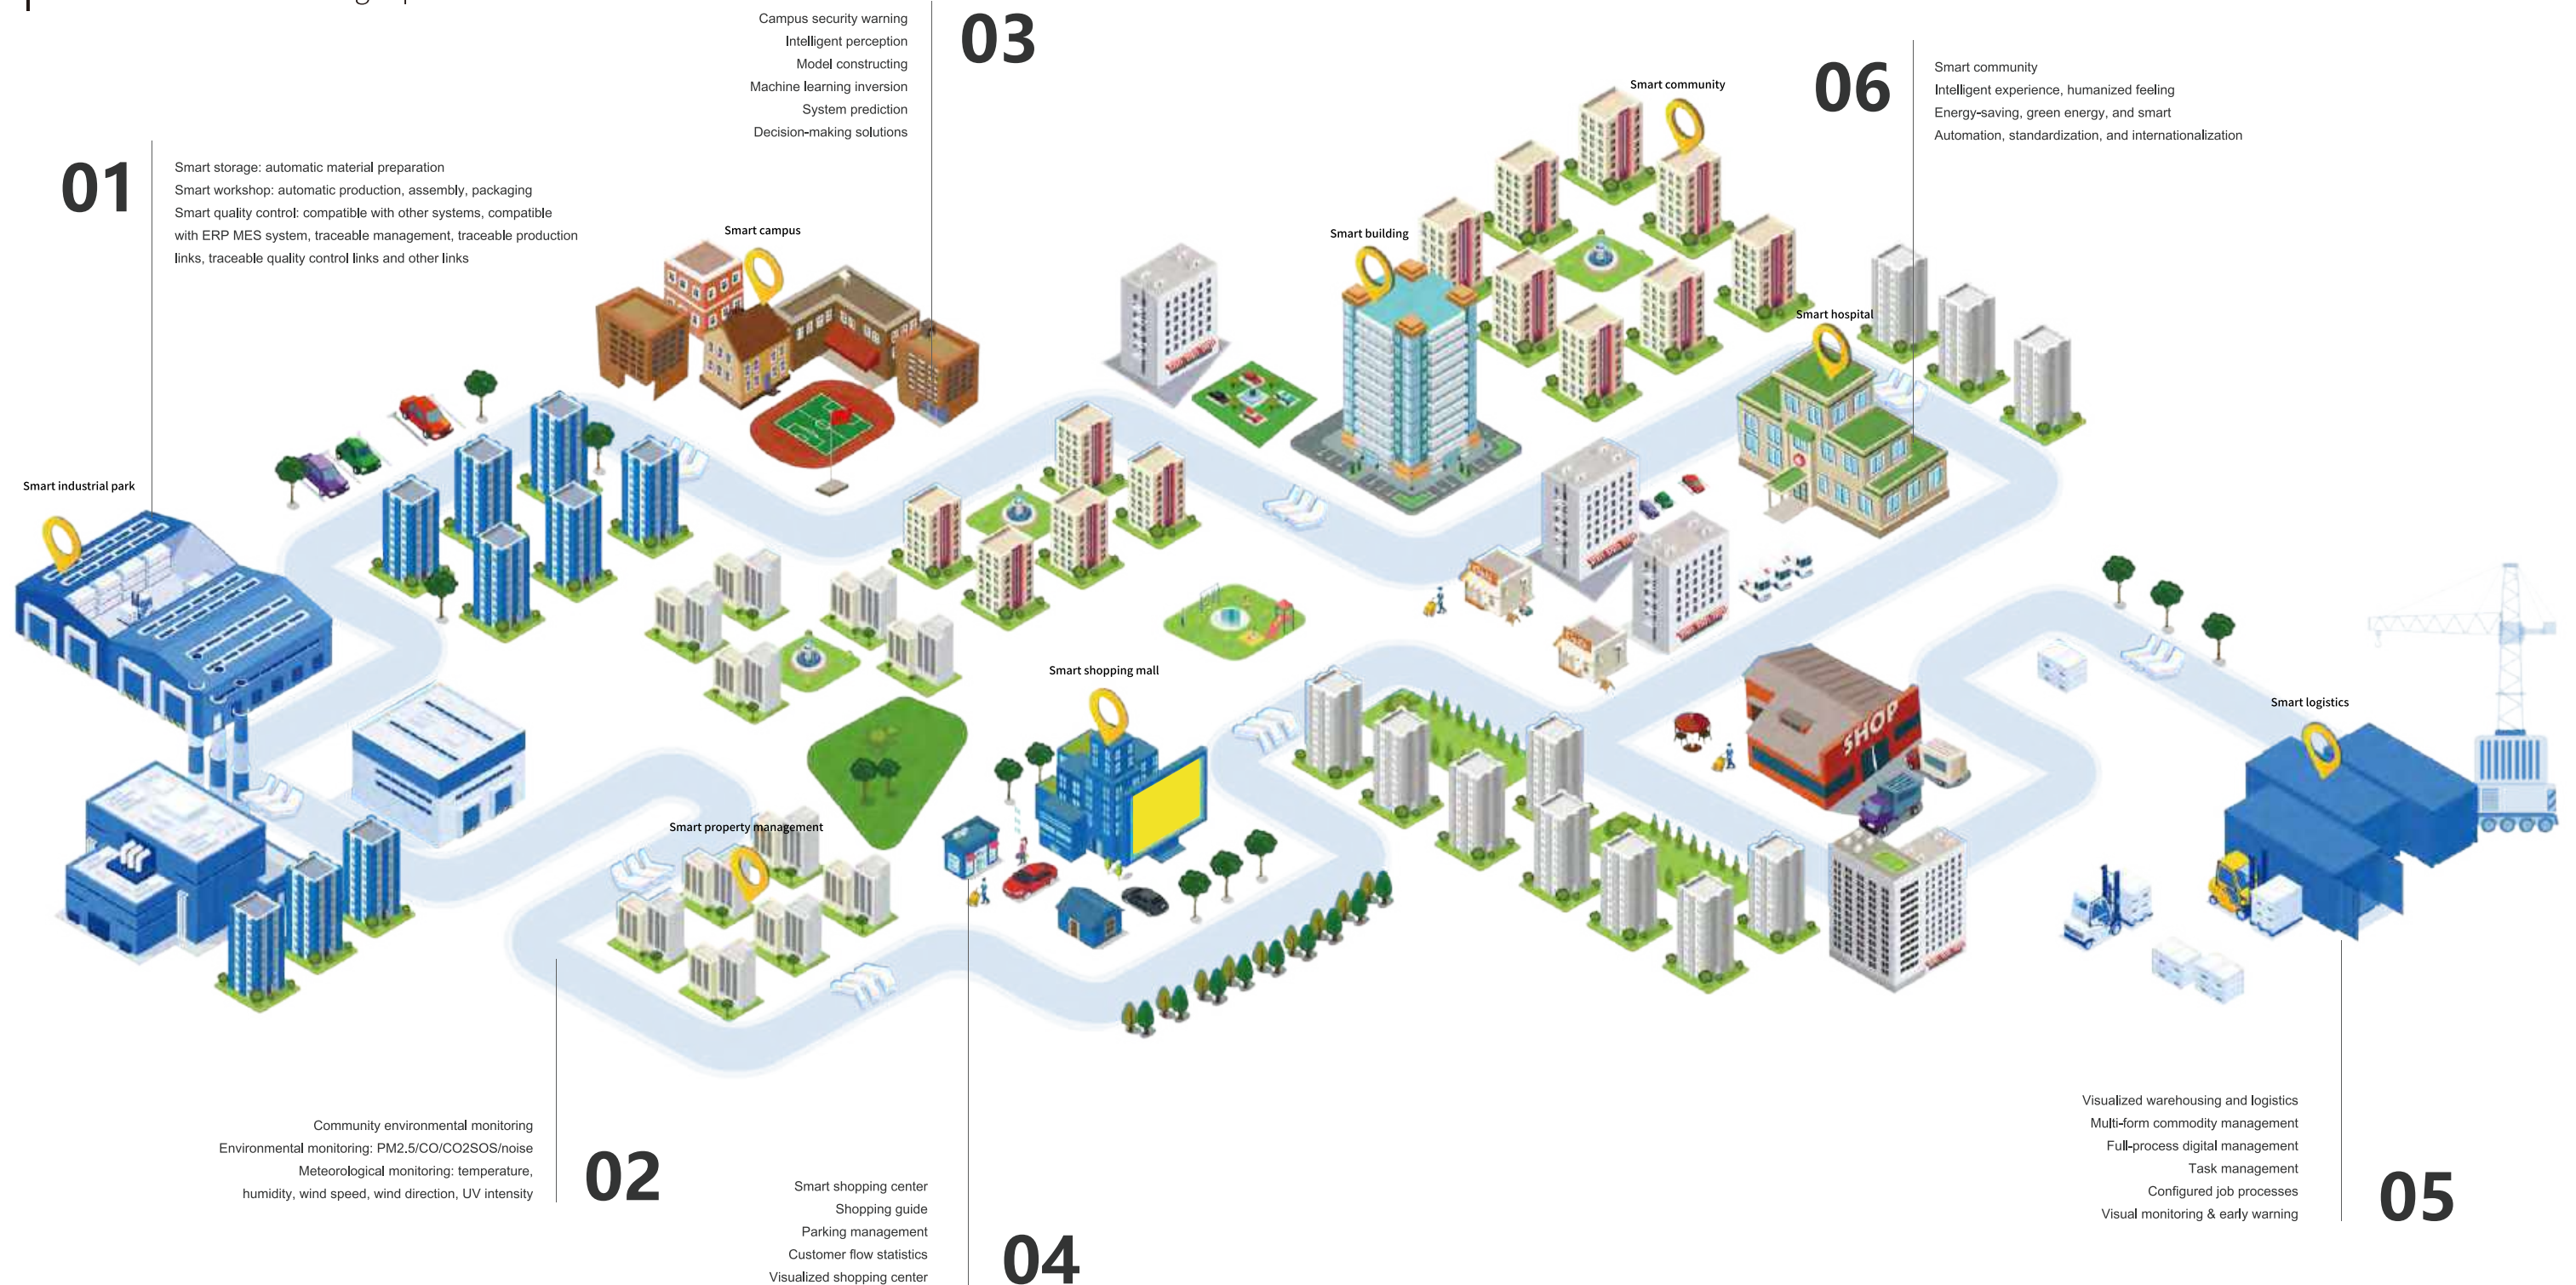 03
Campus security warning
Intelligent perception
Model constructing
Machine learning inversion
System prediction
Decision-making solutions
06
Smart community
Intelligent experience, humanized feeling
Energy-saving, green energy, and smart
Automation, standardization, and internationalization
01
Smart storage: automatic material preparation
Smart workshop: automatic production, assembly, packaging
Smart quality control: compatible with other systems, compatible
with ERP MES system, traceable management, traceable production
links, traceable quality control links and other links
Smart community
Smart campus
Smart building
Smart hospital
Smart industrial park
Smart shopping mall
Smart logistics
SHOP
Smart property management
Community environmental monitoring
Environmental monitoring: PM2.5/CO/CO2SOS/noise
Meteorological monitoring: temperature,
humidity, wind speed, wind direction, UV intensity
02
Smart shopping center
Shopping guide
Parking management
Customer flow statistics
Visualized shopping center
04
Visualized warehousing and logistics
Multi-form commodity management
Full-process digital management
Task management
Configured job processes
Visual monitoring & early warning
05